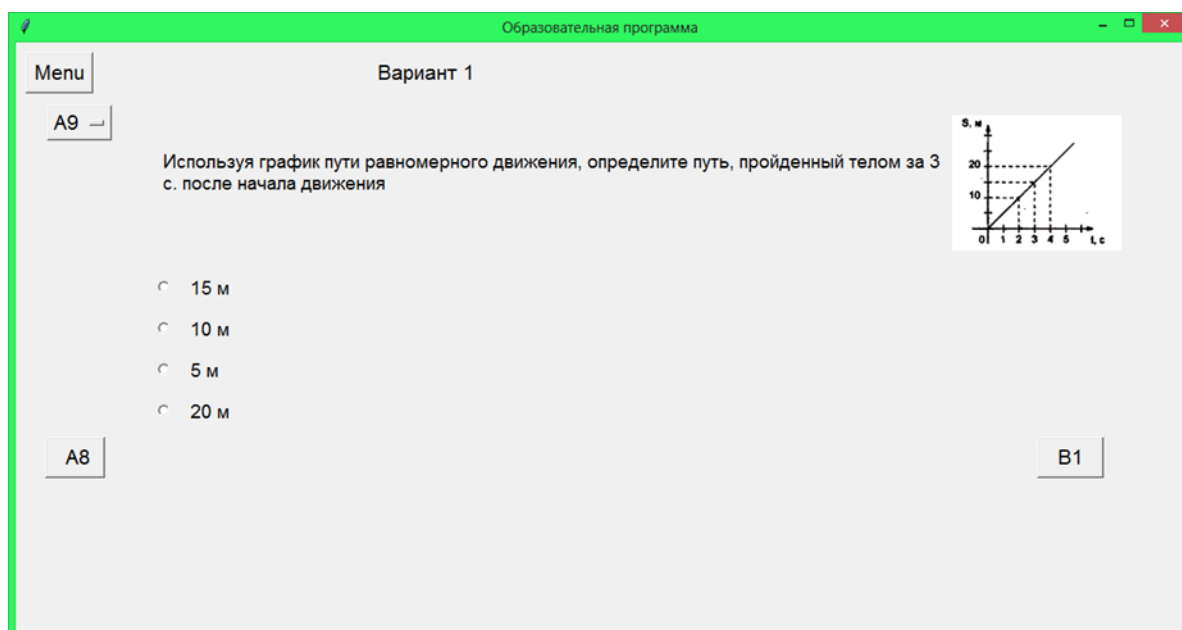 Образовательная программа
Menu
Вариант 1
A9
Используя график пути равномерного движения, определите путь, пройденный телом за 3
с. после начала движения
S, м
20
10
0 1 2 3 4 5 t, с
15 м
10 м
5 м
20 м
A8
B1